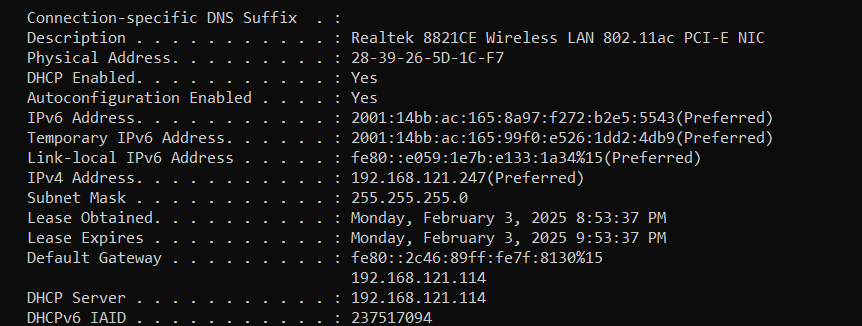 Connection-specific DNS Suffix  . :
Description . . . . . . . . . . . : Realtek 8821CE Wireless LAN 802.11ac PCI-E NIC
Physical Address. . . . . . . . . : 28-39-26-5D-1C-F7
DHCP Enabled. . . . . . . . . . . : Yes
Autoconfiguration Enabled . . . . : Yes
IPv6 Address. . . . . . . . . . . : 2001:14bb:ac:165:8a97:f272:b2e5:5543(Preferred)
Temporary IPv6 Address. . . . . . : 2001:14bb:ac:165:99f0:e526:1dd2:4db9(Preferred)
Link-local IPv6 Address . . . . . : fe80::e059:1e7b:e133:1a34%15(Preferred)
IPv4 Address. . . . . . . . . . . : 192.168.121.247(Preferred)
Subnet Mask . . . . . . . . . . . : 255.255.255.0
Lease Obtained. . . . . . . . . . : Monday, February 3, 2025 8:53:37 PM
Lease Expires . . . . . . . . . . : Monday, February 3, 2025 9:53:37 PM
Default Gateway . . . . . . . . . : fe80::2c46:89ff:fe7f:8130%15
192.168.121.114
DHCP Server . . . . . . . . . . . : 192.168.121.114
DHCPv6 IAID . . . . . . . . . . . : 237517094